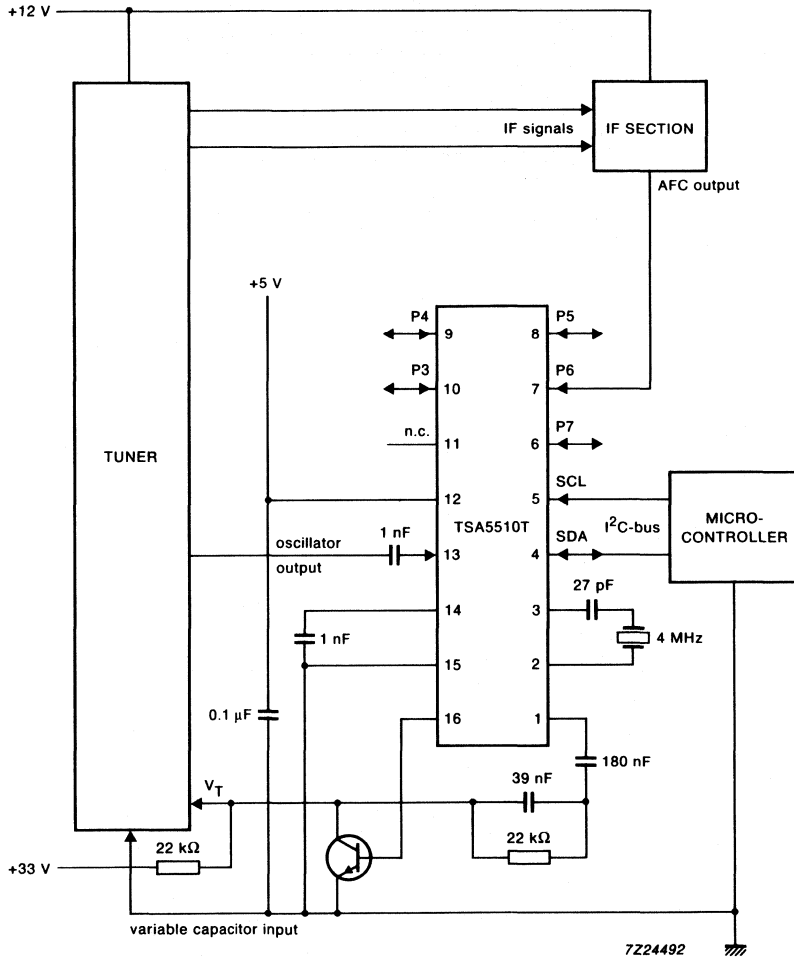 +12 V
IF signals
IF SECTION
AFC output
+5 V
P4
P5
9
8
P3
P6
10
7
n.c.
P7
11
6
TUNER
SCL
12
5
TSA5510T
I²C-bus
MICRO-
CONTROLLER
oscillator
output
1 nF
SDA
13
4
27 pF
14
3
1 nF
4 MHz
15
2
0.1 µF
16
1
180 nF
39 nF
V_T
22 kΩ
22 kΩ
+33 V
variable capacitor input
7Z24492